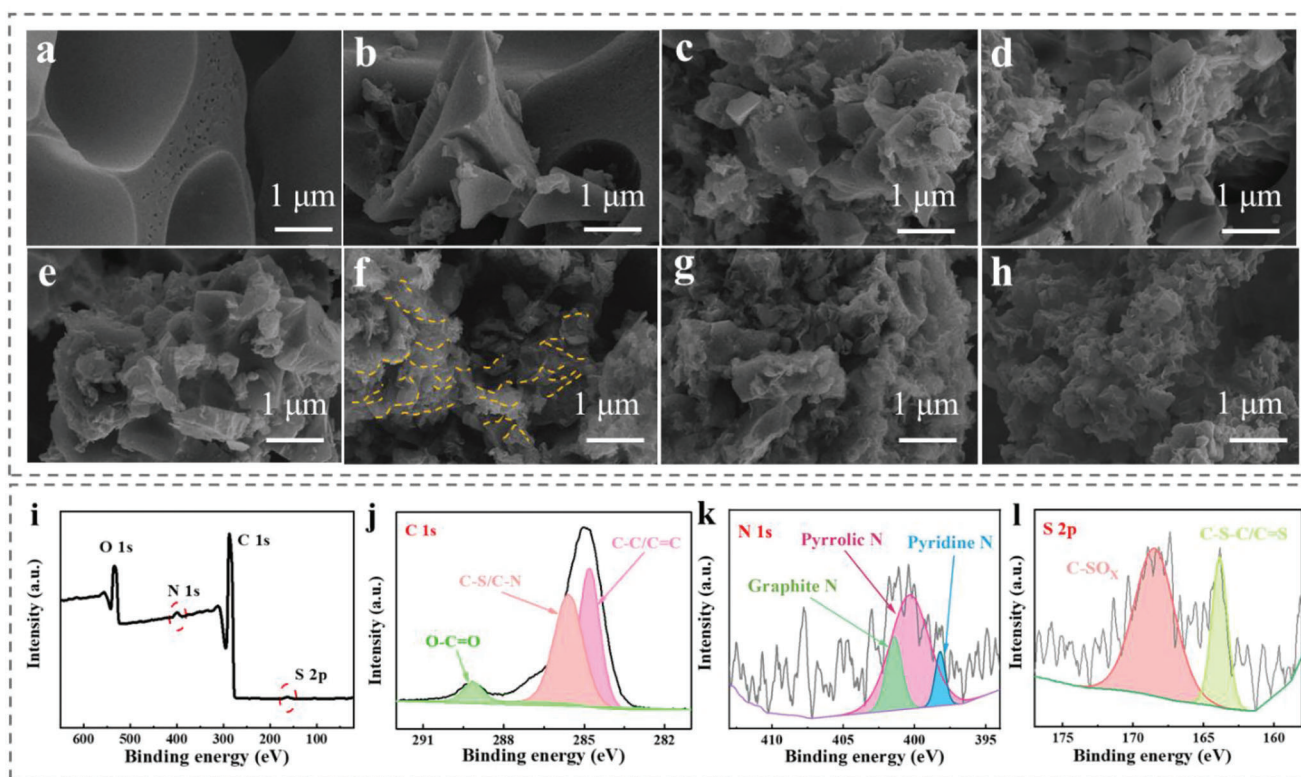 a
1 μm
b
1 μm
c
1 μm
d
1 μm
e
1 μm
f
1 μm
g
1 μm
h
1 μm
i
O 1s
N 1s
C 1s
S 2p
Intensity (a.u.)
600 500 400 300 200 100
Binding energy (eV)
j
C 1s
C-C/C=C
C-S/C-N
O-C=O
Intensity (a.u.)
291 288 285 282
Binding energy (eV)
k
N 1s
Pyrrolic N
Pyridine N
Graphite N
Intensity (a.u.)
410 405 400 395
Binding energy (eV)
l
S 2p
C-S-C/C=S
C-SOX
Intensity (a.u.)
175 170 165 160
Binding energy (eV)